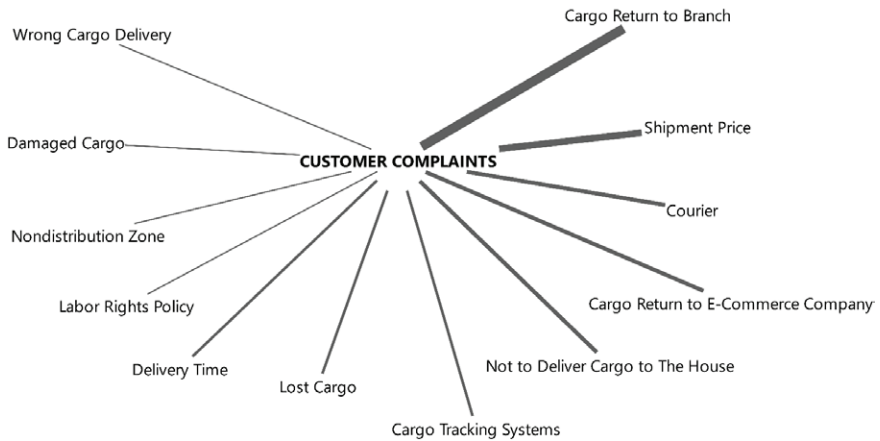 Cargo Return to Branch
Wrong Cargo Delivery
Shipment Price
Damaged Cargo
CUSTOMER COMPLAINTS
Courier
Nondistribution Zone
Cargo Return to E-Commerce Company
Labor Rights Policy
Not to Deliver Cargo to The House
Delivery Time
Lost Cargo
Cargo Tracking Systems